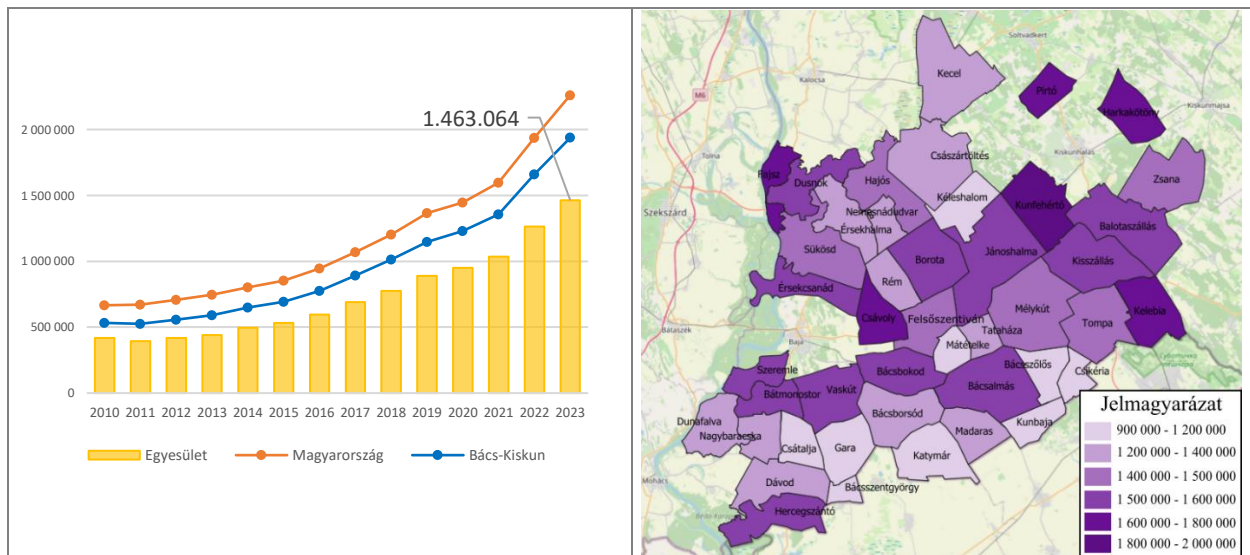 1.463.064
2 000 000
1 500 000
1 000 000
500 000
0
2010 2011 2012 2013 2014 2015 2016 2017 2018 2019 2020 2021 2022 2023
Egyesület Magyarország Bács-Kiskun
Soltvadkert
Kecel
Kalocsa
M6
Pirtó
Harkakötöny
Kiskunmajsa
Tolna
Császártöltés
Kiskunhalas
Fajsz
Dusnok
Hajós
Zsana
Kéleshalom
Kunfehértó
Szekszárd
Nemesnádudvar
Érsekhalma
Balotaszállás
Sükösd
Borota
Jánoshalma
Kisszállás
Rém
Érsekcsanád
Mélykút
Kelebia
Csávoly
Felsőszentiván
Tompa
Bátaszék
Tataháza
Baja
Mátételke
Bácsszőlős
Csikéria
Szeremle
Bácsbokod
Bácsalmás
Bátmonostor
Vaskút
Dunafalva
Bácsborsód
Kunbaja
Nagybaracska
Madaras
Csátalja
Gara
Katymár
Mohács
Dávod
Bácsszentgyörgy
Hercegszántó
Jelmagyarázat
900 000 - 1 200 000
1 200 000 - 1 400 000
1 400 000 - 1 500 000
1 500 000 - 1 600 000
1 600 000 - 1 800 000
1 800 000 - 2 000 000